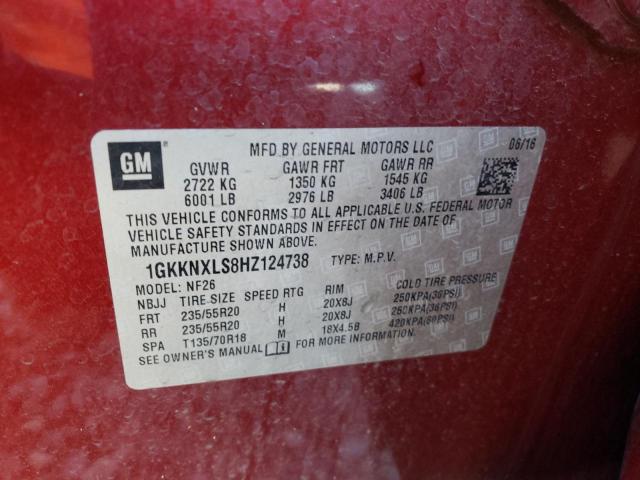 GM
MFD BY GENERAL MOTORS LLC 06/16
GVWR GAWR FRT GAWR RR
2722 KG 1350 KG 1545 KG
6001 LB 2976 LB 3406 LB
THIS VEHICLE CONFORMS TO ALL APPLICABLE U.S. FEDERAL MOTOR
VEHICLE SAFETY STANDARDS IN EFFECT ON THE DATE OF
MANUFACTURE SHOWN ABOVE.
1GKKNXLS8HZ124738 TYPE: M.P.V.
MODEL: NF26
NBJJ TIRE SIZE SPEED RTG RIM COLD TIRE PRESSURE
FRT 235/55R20 H 20X8J 250KPA(36PSI)
RR 235/55R20 H 20X8J 250KPA(36PSI)
SPA T135/70R18 M 18X4.5B 420KPA(60PSI)
SEE OWNER'S MANUAL FOR MORE INFORMATION.